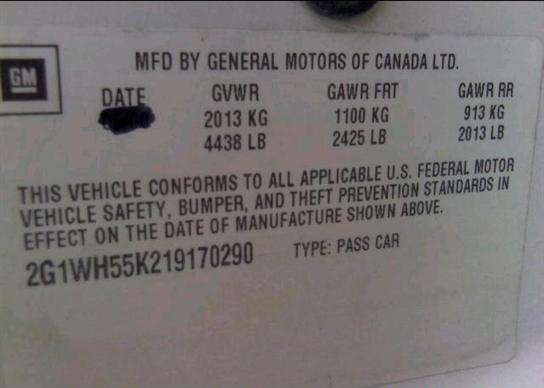 GM
MFD BY GENERAL MOTORS OF CANADA LTD.
DATE GVWR GAWR FRT GAWR RR
2013 KG 1100 KG 913 KG
4438 LB 2425 LB 2013 LB
THIS VEHICLE CONFORMS TO ALL APPLICABLE U.S. FEDERAL MOTOR
VEHICLE SAFETY, BUMPER, AND THEFT PREVENTION STANDARDS IN
EFFECT ON THE DATE OF MANUFACTURE SHOWN ABOVE.
2G1WH55K219170290 TYPE: PASS CAR